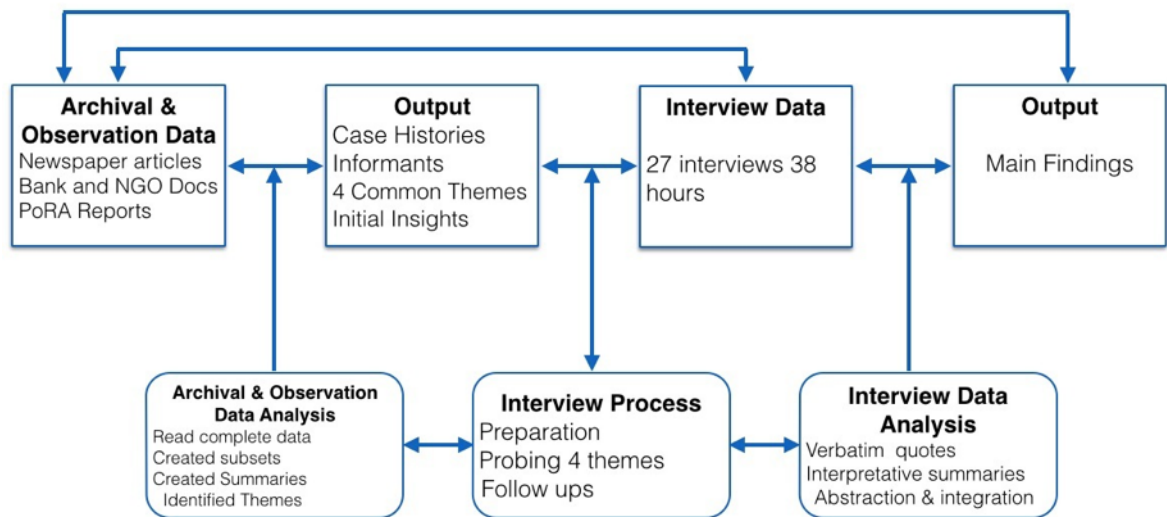 Archival &
Observation Data
Newspaper articles
Bank and NGO Docs
PoRA Reports
Output
Case Histories
Informants
4 Common Themes
Initial Insights
Interview Data
27 interviews 38
hours
Output
Main Findings
Archival & Observation
Data Analysis
Read complete data
Created subsets
Created Summaries
Identified Themes
Interview Process
Preparation
Probing 4 themes
Follow ups
Interview Data
Analysis
Verbatim quotes
Interpretative summaries
Abstraction & integration